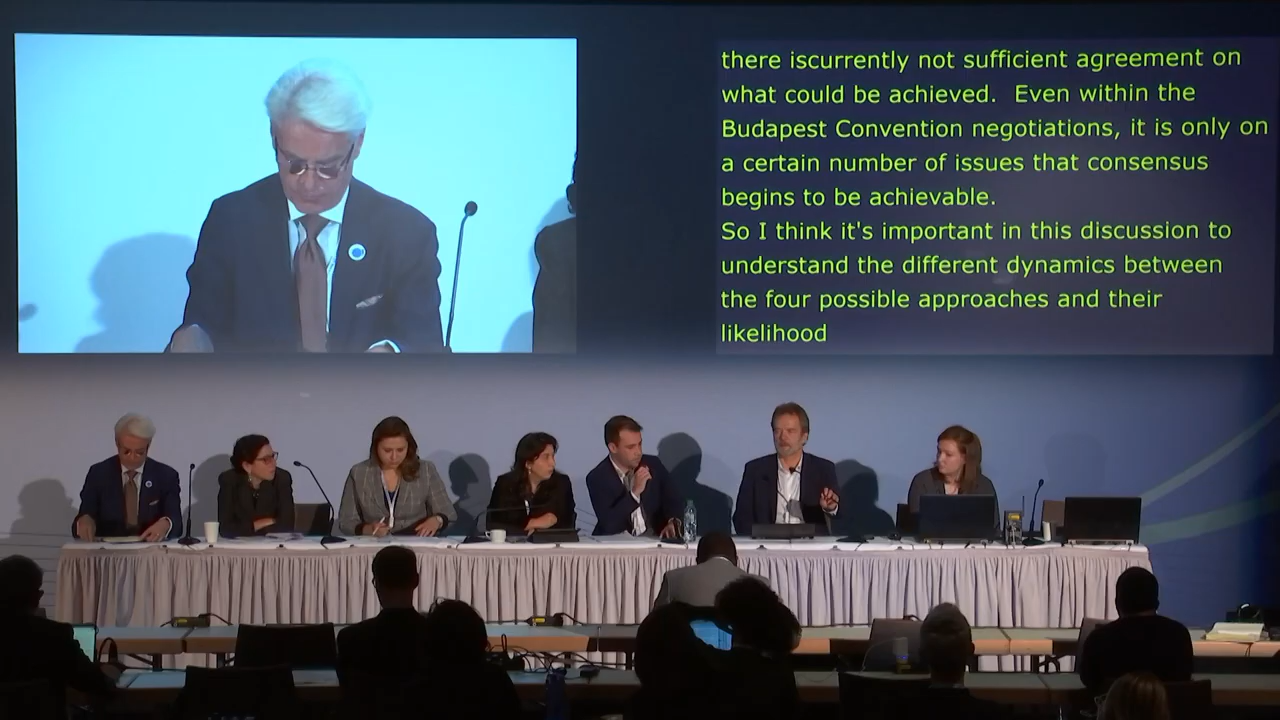 there iscurrently not sufficient agreement on
what could be achieved.  Even within the
Budapest Convention negotiations, it is only on
a certain number of issues that consensus
begins to be achievable.
So I think it's important in this discussion to
understand the different dynamics between
the four possible approaches and their
likelihood